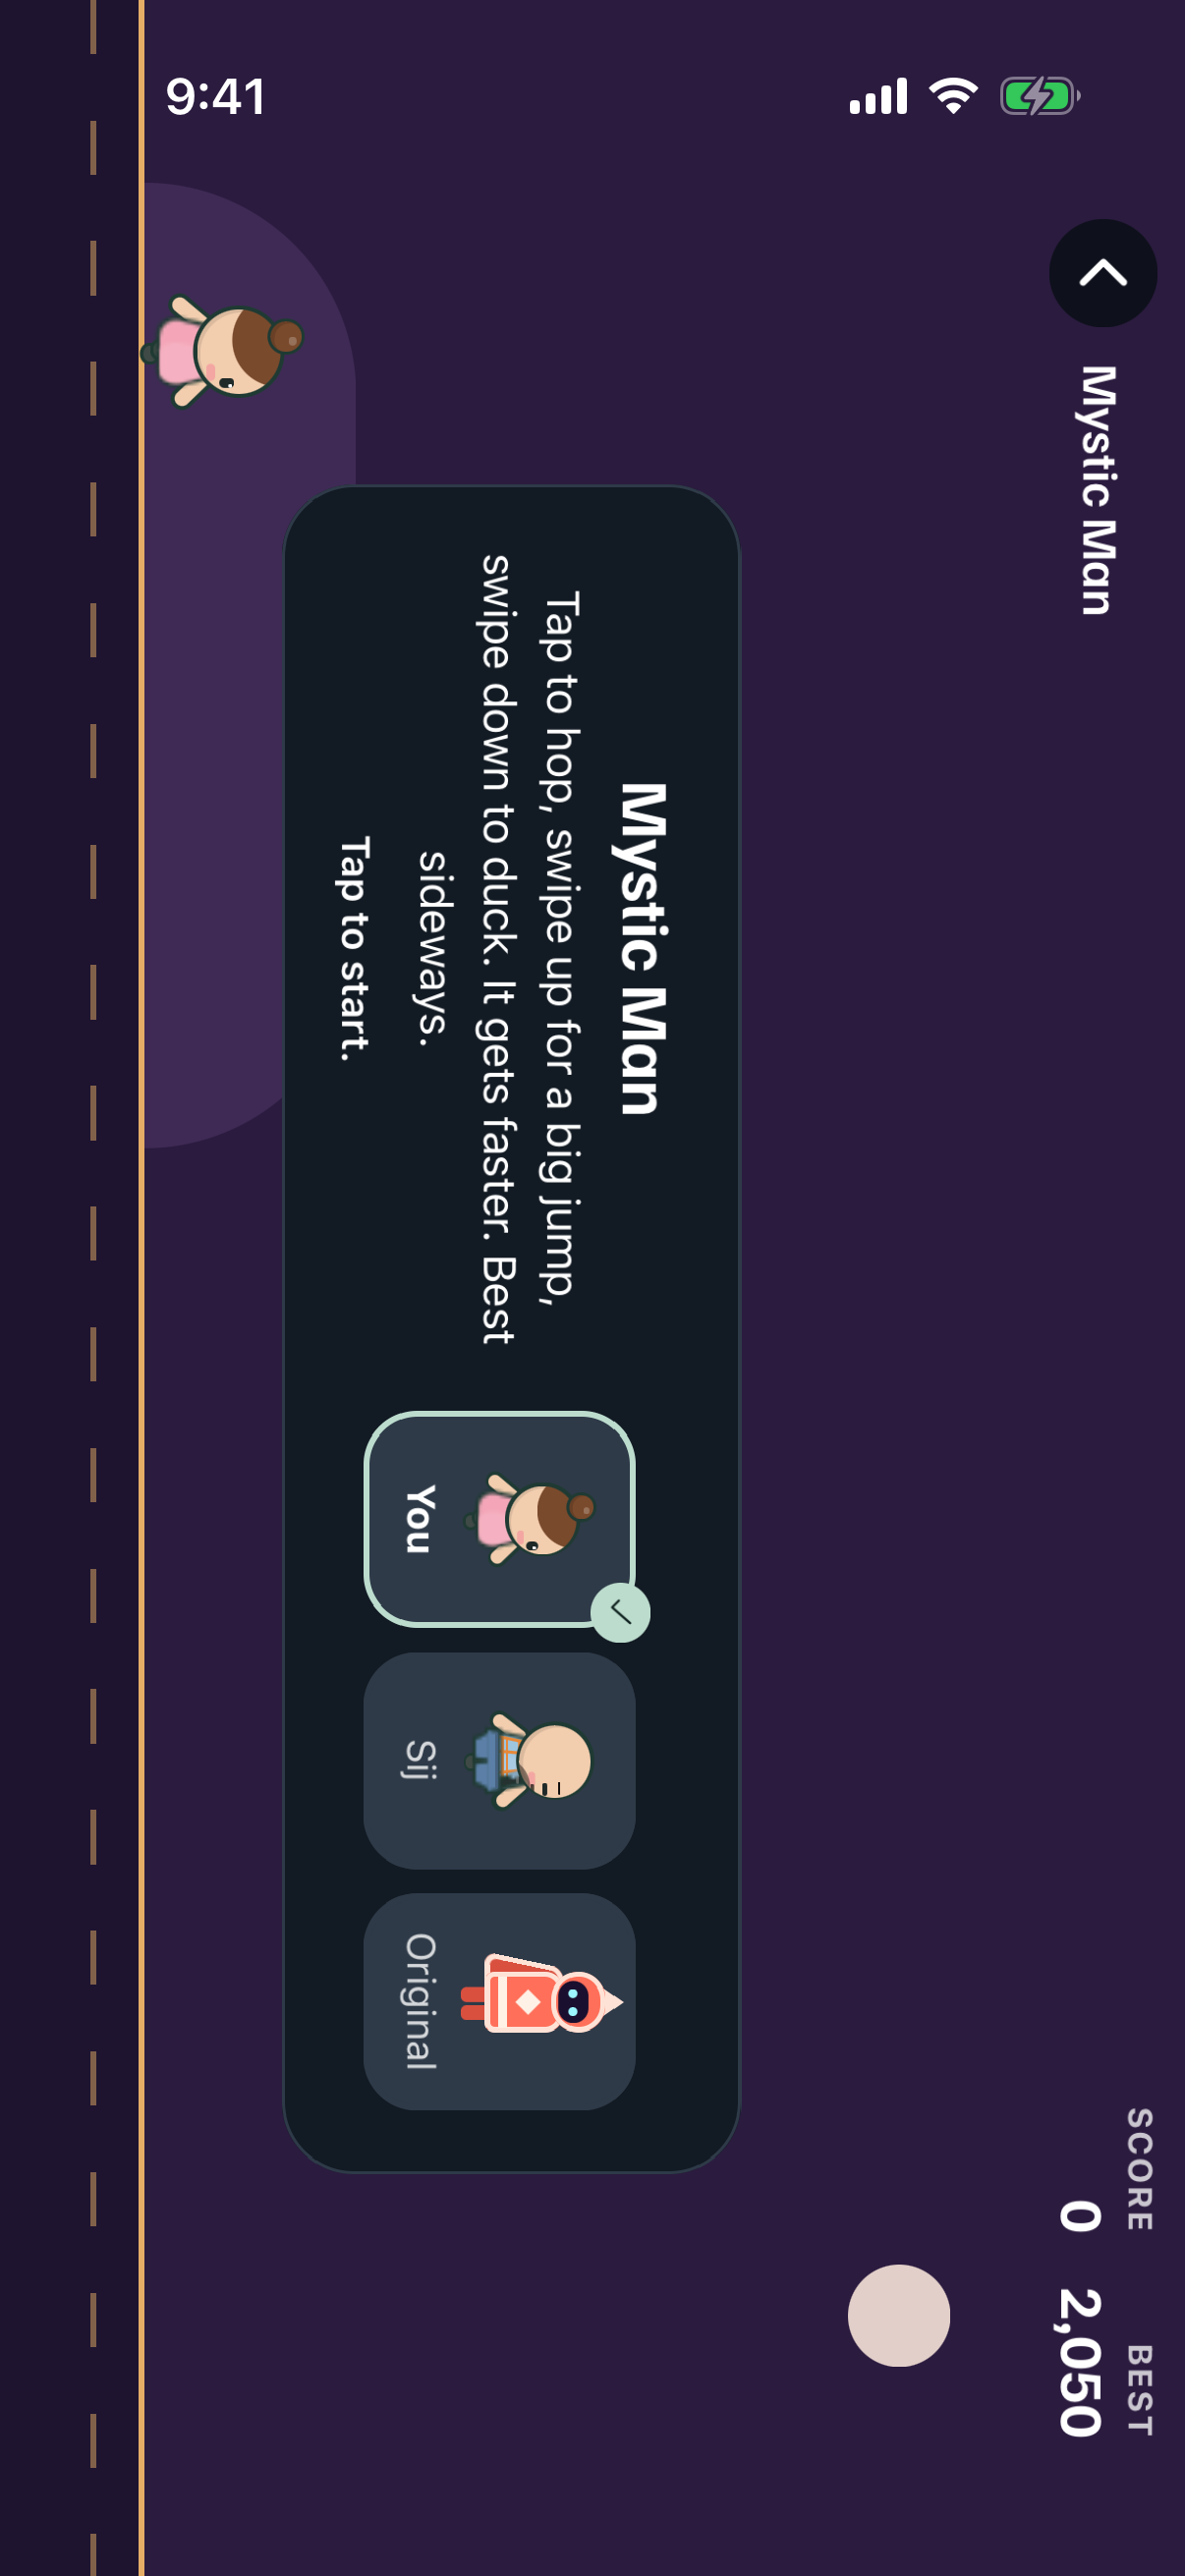 9:41
Mystic Man
SCORE
0
BEST
2,050
Mystic Man
Tap to hop, swipe up for a big jump,
swipe down to duck. It gets faster. Best
sideways.
Tap to start.
You
Sij
Original